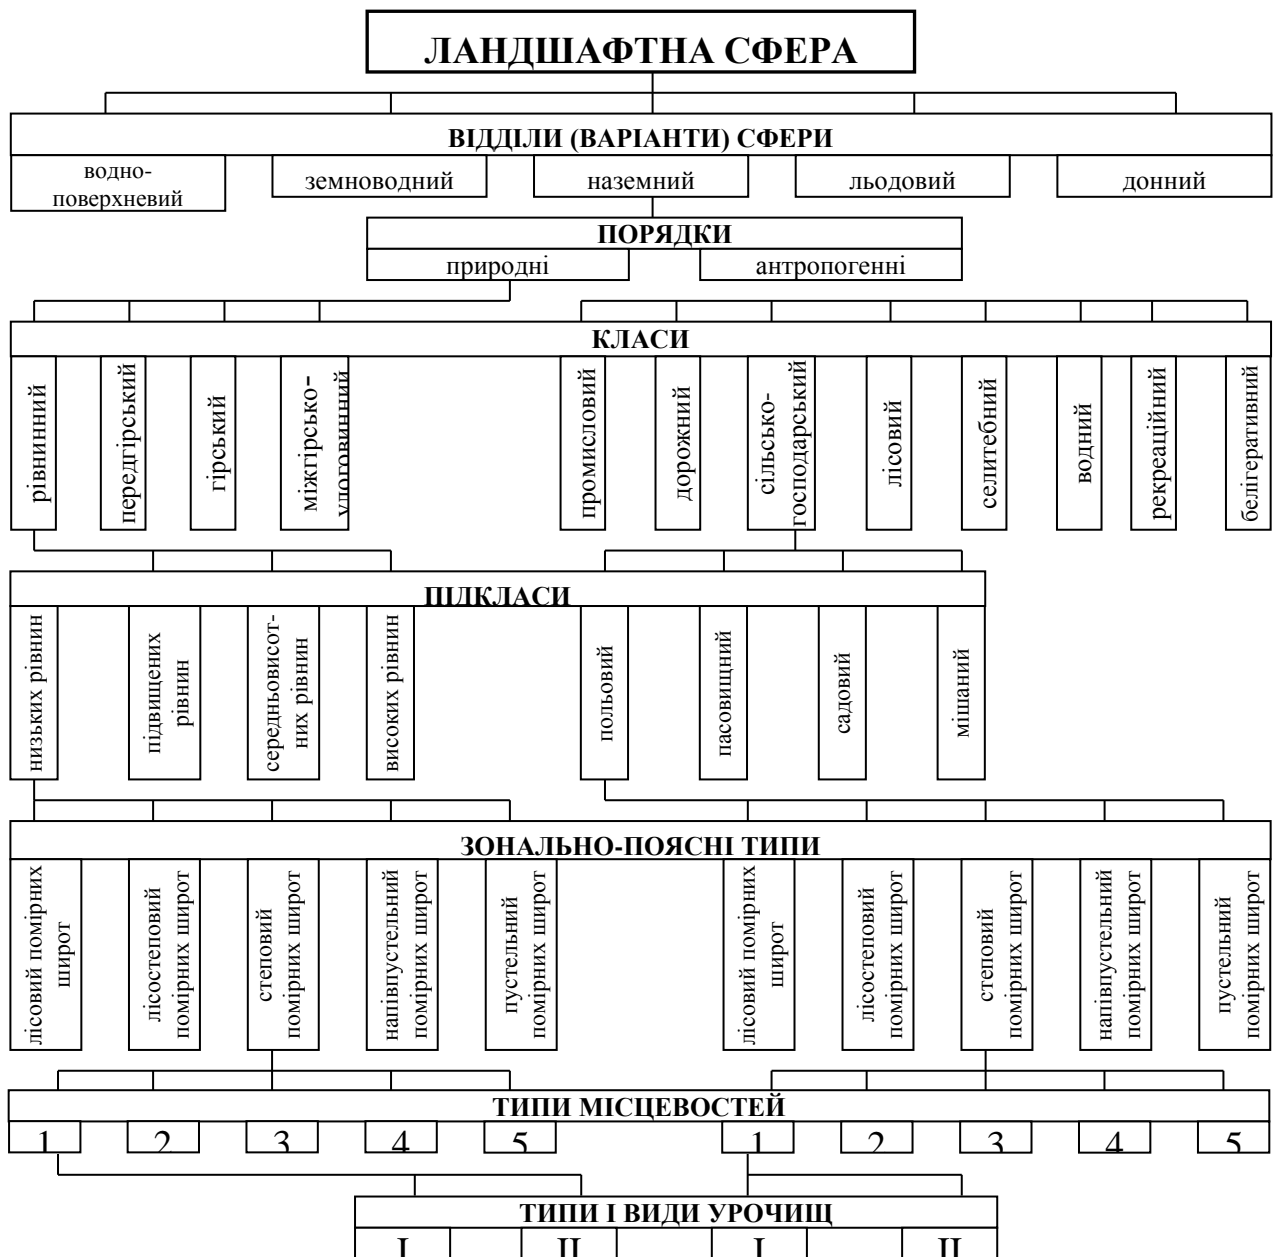 ЛАНДШАФТНА СФЕРА
ВІДДІЛИ (ВАРІАНТИ) СФЕРИ
водно-
поверхневий
земноводний
наземний
льодовий
донний
ПОРЯДКИ
природні
антропогенні
КЛАСИ
рівнинний
передгірський
гірський
міжгірсько-
улоговинний
промисловий
дорожний
сільсько-
господарський
лісовий
селитебний
водний
рекреаційний
белігеративний
ПІДКЛАСИ
низьких рівнин
підвищених
рівнин
середньовисот-
них рівнин
високих рівнин
польовий
пасовищний
садовий
мішаний
ЗОНАЛЬНО-ПОЯСНІ ТИПИ
лісовий помірних
широт
лісостеповий
помірних широт
степовий
помірних широт
напівпустельний
помірних широт
пустельний
помірних широт
лісовий помірних
широт
лісостеповий
помірних широт
степовий
помірних широт
напівпустельний
помірних широт
пустельний
помірних широт
ТИПИ МІСЦЕВОСТЕЙ
1 2 3 4 5 1 2 3 4 5
ТИПИ І ВИДИ УРОЧИЩ
I II I II